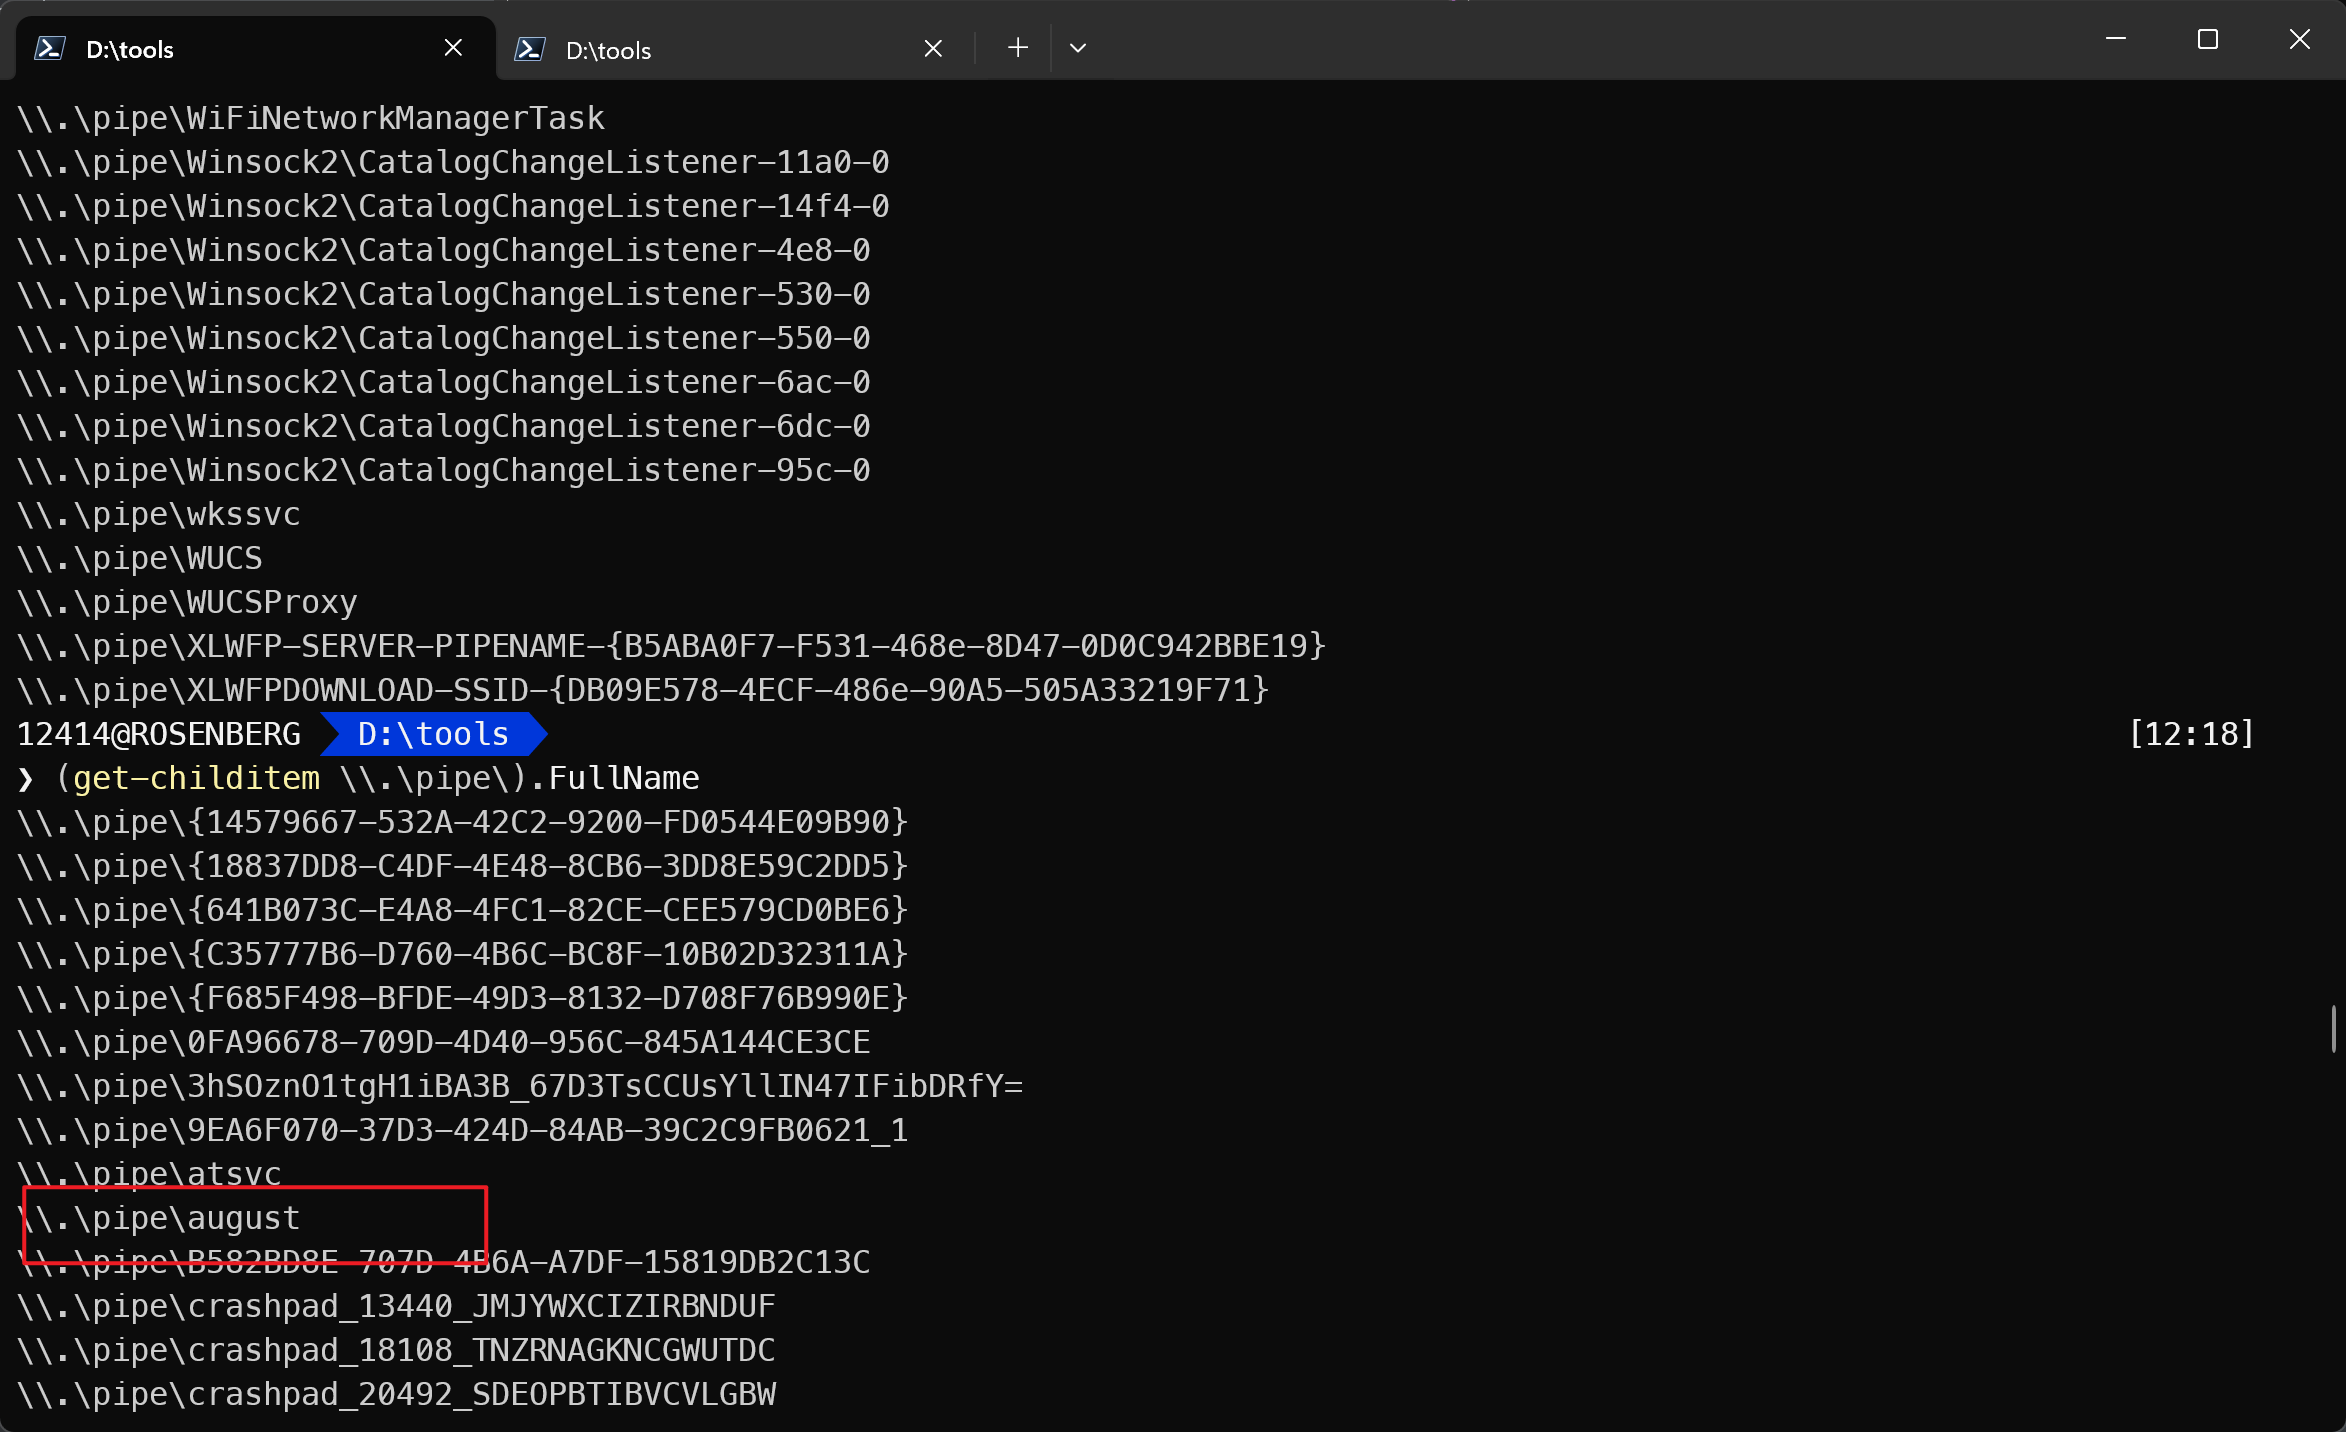 D:\tools
D:\tools
\\.\pipe\WiFiNetworkManagerTask
\\.\pipe\Winsock2\CatalogChangeListener-11a0-0
\\.\pipe\Winsock2\CatalogChangeListener-14f4-0
\\.\pipe\Winsock2\CatalogChangeListener-4e8-0
\\.\pipe\Winsock2\CatalogChangeListener-530-0
\\.\pipe\Winsock2\CatalogChangeListener-550-0
\\.\pipe\Winsock2\CatalogChangeListener-6ac-0
\\.\pipe\Winsock2\CatalogChangeListener-6dc-0
\\.\pipe\Winsock2\CatalogChangeListener-95c-0
\\.\pipe\wkssvc
\\.\pipe\WUCS
\\.\pipe\WUCSProxy
\\.\pipe\XLWFP-SERVER-PIPENAME-{B5ABA0F7-F531-468e-8D47-0D0C942BBE19}
\\.\pipe\XLWFPDOWNLOAD-SSID-{DB09E578-4ECF-486e-90A5-505A33219F71}
12414@ROSENBERG D:\tools [12:18]
❯ (get-childitem \\.\pipe\).FullName
\\.\pipe\{14579667-532A-42C2-9200-FD0544E09B90}
\\.\pipe\{18837DD8-C4DF-4E48-8CB6-3DD8E59C2DD5}
\\.\pipe\{641B073C-E4A8-4FC1-82CE-CEE579CD0BE6}
\\.\pipe\{C35777B6-D760-4B6C-BC8F-10B02D32311A}
\\.\pipe\{F685F498-BFDE-49D3-8132-D708F76B990E}
\\.\pipe\0FA96678-709D-4D40-956C-845A144CE3CE
\\.\pipe\3hSOznO1tgH1iBA3B_67D3TsCCUsYllIN47IFibDRfY=
\\.\pipe\9EA6F070-37D3-424D-84AB-39C2C9FB0621_1
\\.\pipe\atsvc
\\.\pipe\august
\\.\pipe\B582BD8E-707D-4B6A-A7DF-15819DB2C13C
\\.\pipe\crashpad_13440_JMJYWXCIZIRBNDUF
\\.\pipe\crashpad_18108_TNZRNAGKNCGWUTDC
\\.\pipe\crashpad_20492_SDEOPBTIBVCVLGBW